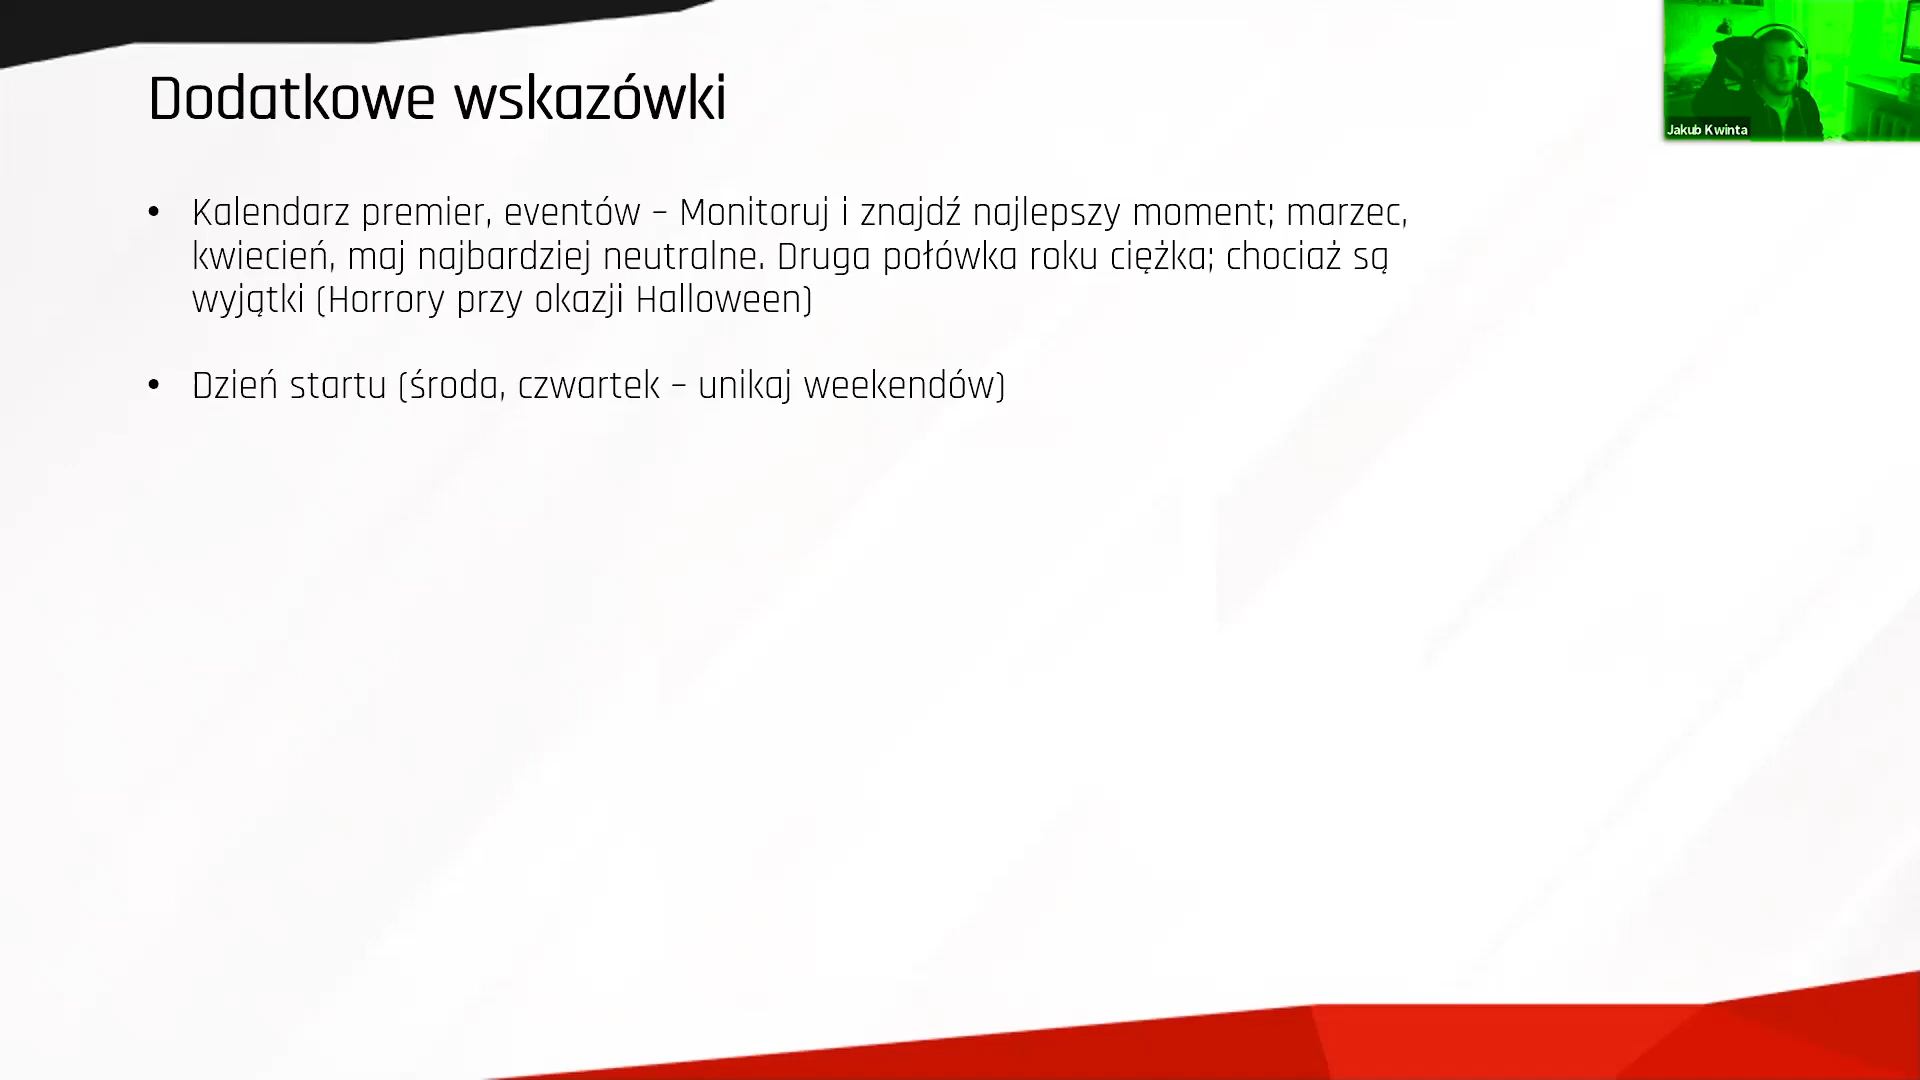 Dodatkowe wskazówki
Jakub Kwinta
• Kalendarz premier, eventów – Monitoruj i znajdź najlepszy moment; marzec,
kwiecień, maj najbardziej neutralne. Druga połówka roku ciężka; chociaż są
wyjątki (Horrory przy okazji Halloween)
• Dzień startu (środa, czwartek – unikaj weekendów)